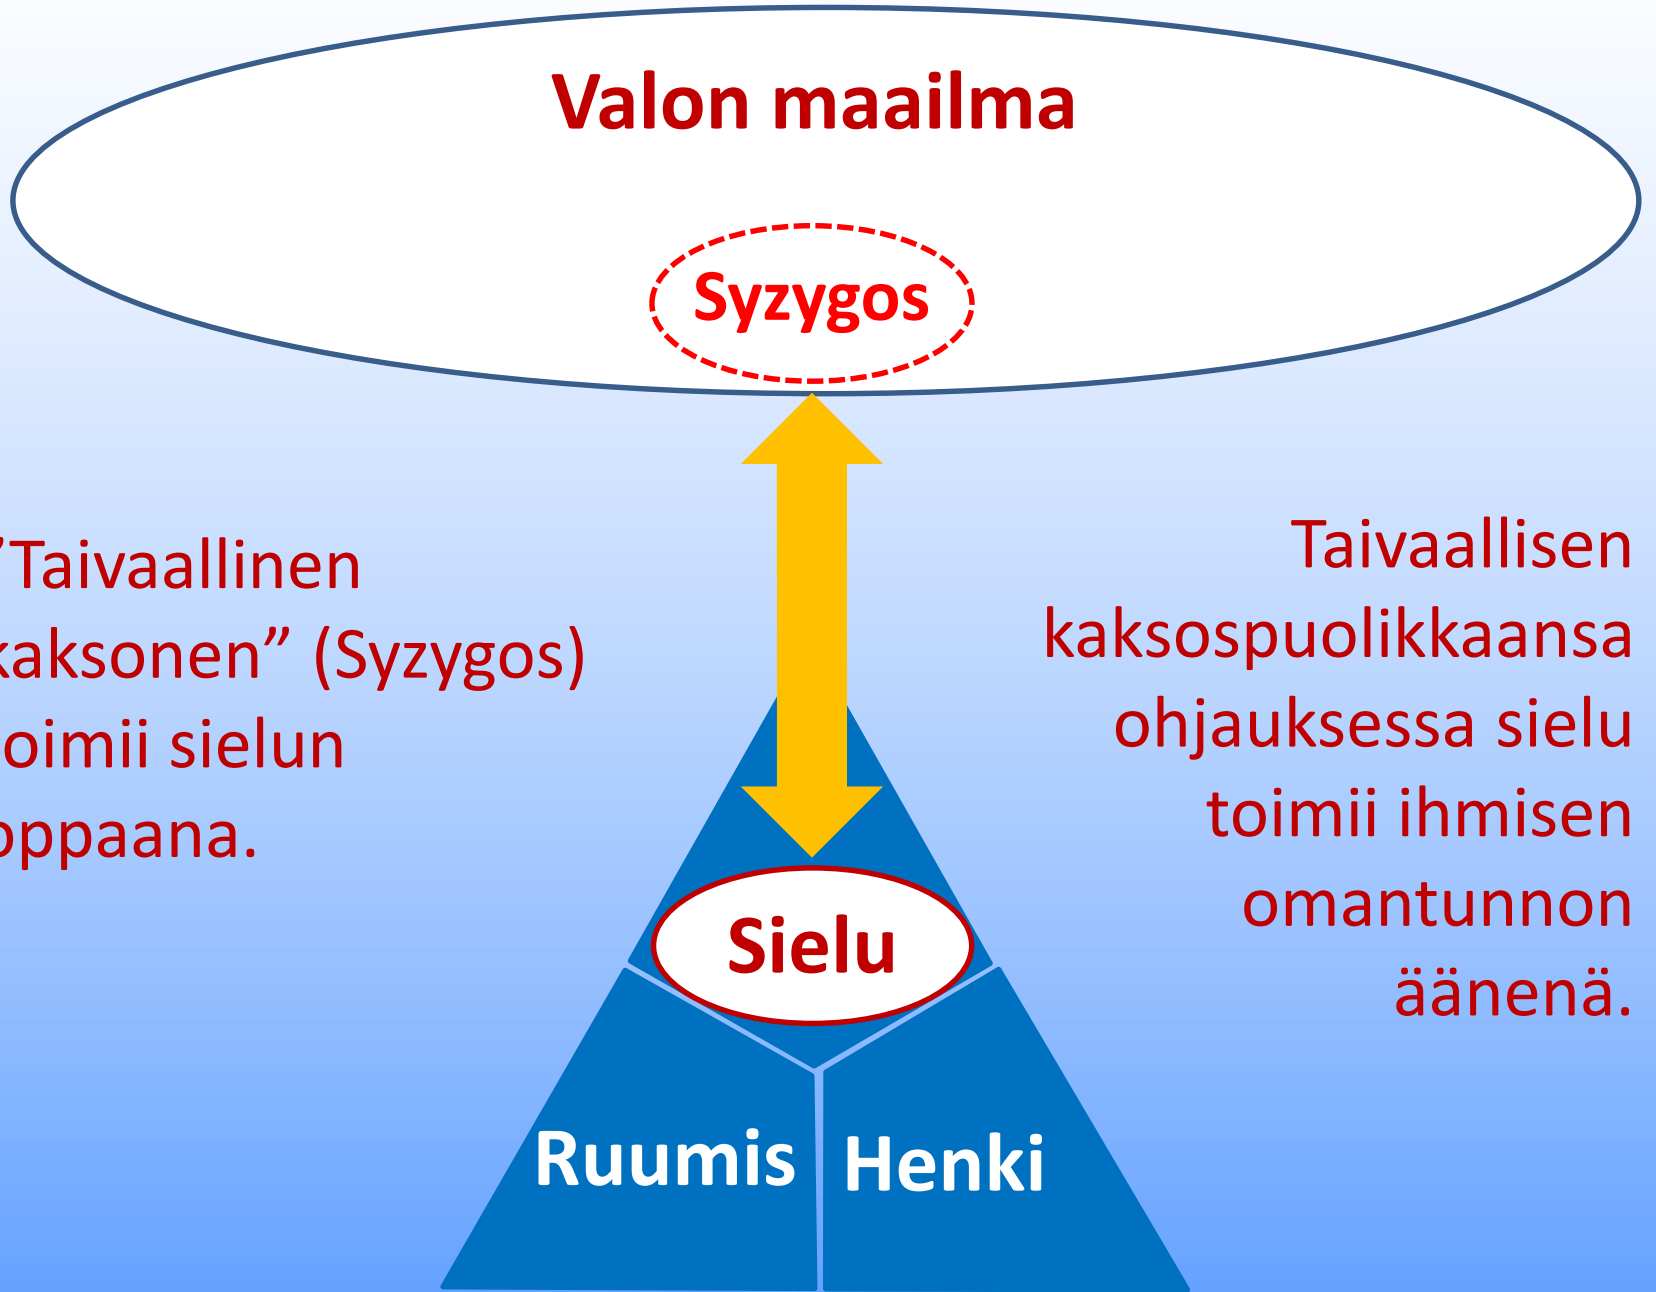 Valon maailma
Syzygos
”Taivaallinen
kaksonen” (Syzygos)
oimii sielun
oppaana.
Taivaallisen
kaksospuolikkaansa
ohjauksessa sielu
toimii ihmisen
omantunnon
äänenä.
Sielu
Ruumis
Henki